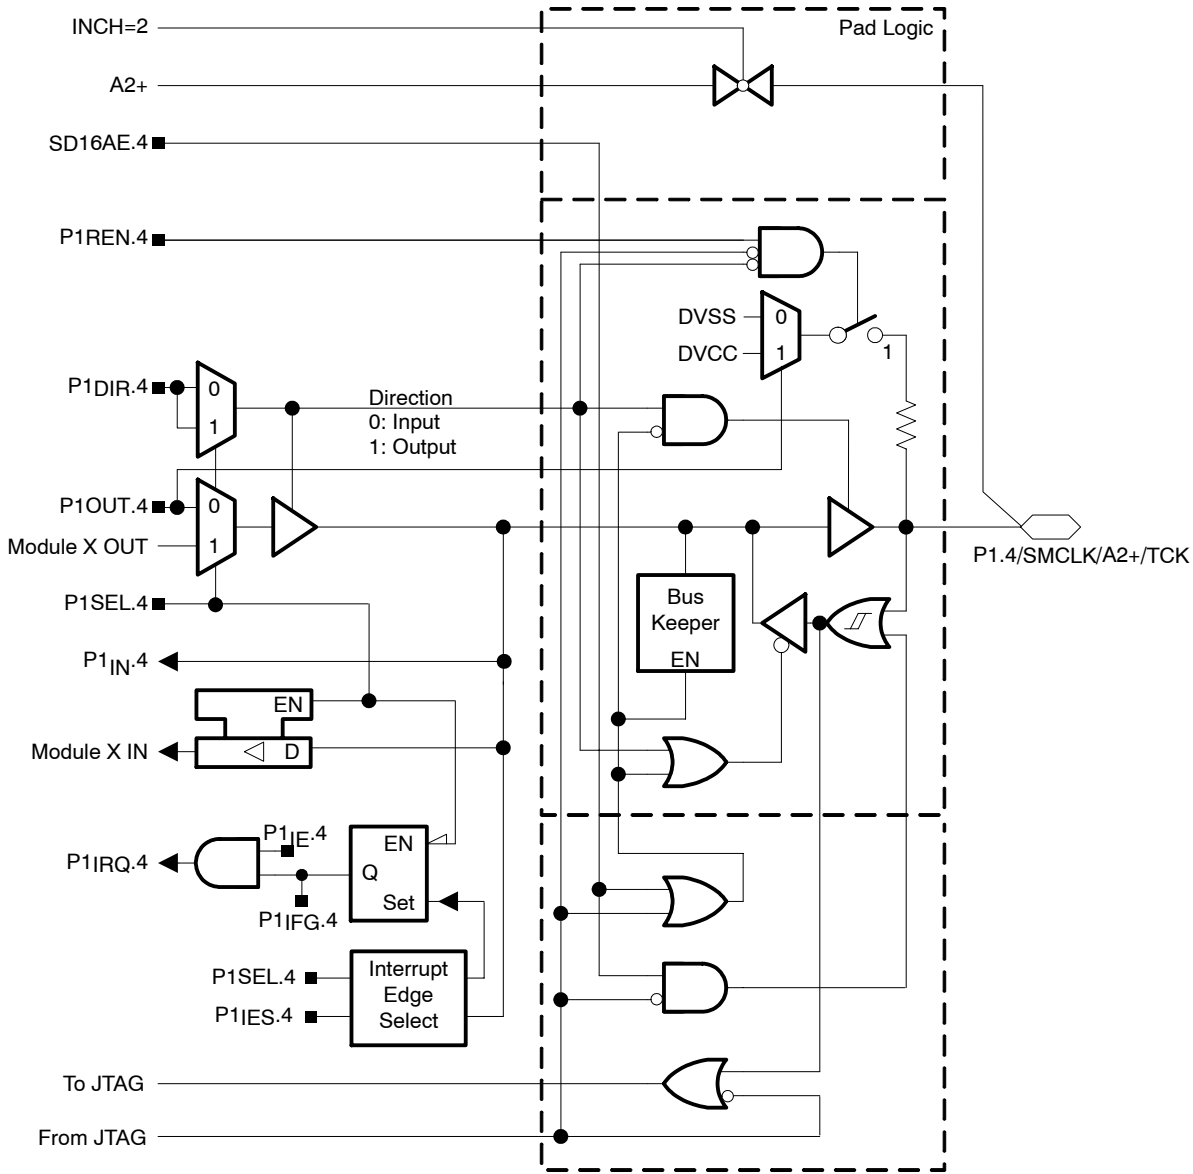 INCH=2
Pad Logic
A2+
SD16AE.4
P1REN.4
DVSS
0
DVCC
1
1
P1DIR.4
0
1
Direction
0: Input
1: Output
P1OUT.4
0
Module X OUT
1
P1.4/SMCLK/A2+/TCK
P1SEL.4
Bus
Keeper
EN
P1IN.4
EN
Module X IN
D
P1IE.4
EN
P1IRQ.4
Q
Set
P1IFG.4
P1SEL.4
Interrupt
Edge
Select
P1IES.4
To JTAG
From JTAG